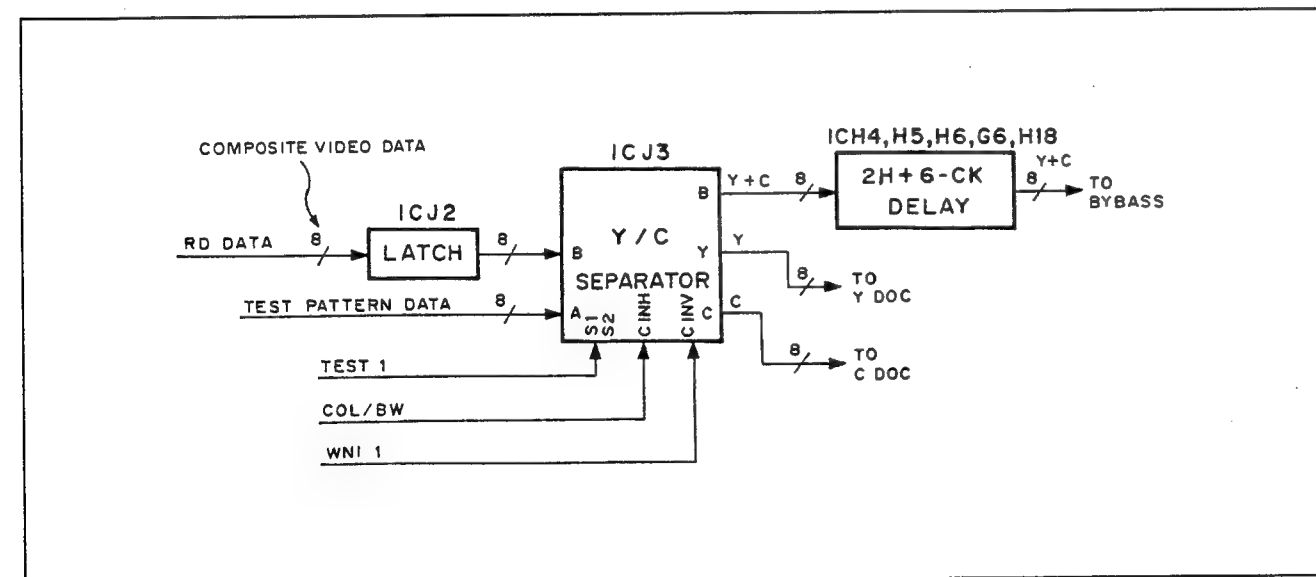 COMPOSITE VIDEO DATA
RD DATA
8
ICJ2
LATCH
8
TEST PATTERN DATA
8
ICJ3
Y/C
SEPARATOR
B
A
S1
S2
CINH
CINV
B
Y
C
TEST 1
COL/BW
WNI 1
Y+C
8
ICH4,H5,H6,G6,H18
2H+6-CK
DELAY
Y+C
8
TO
BYBASS
Y
8
TO
Y DOC
C
8
TO
C DOC